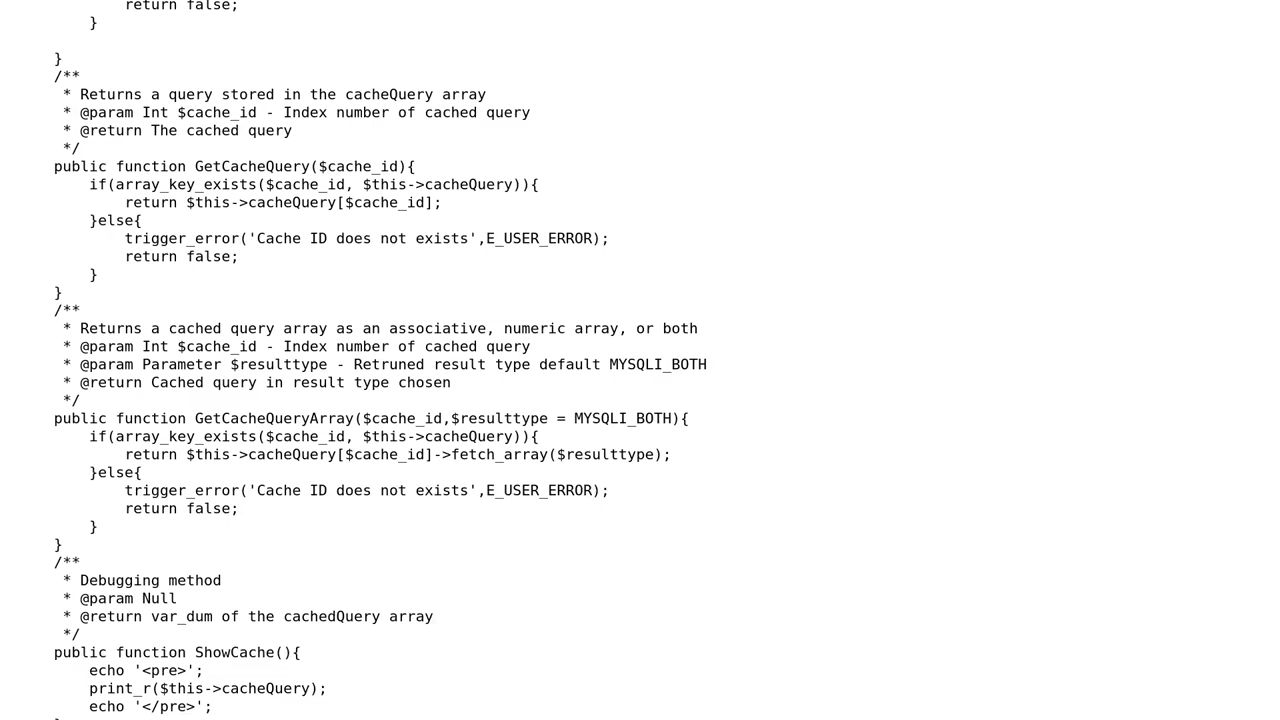 return false;
}
}
/**
* Returns a query stored in the cacheQuery array
* @param Int $cache_id - Index number of cached query
* @return The cached query
*/
public function GetCacheQuery($cache_id){
if(array_key_exists($cache_id, $this->cacheQuery)){
return $this->cacheQuery[$cache_id];
}else{
trigger_error('Cache ID does not exists',E_USER_ERROR);
return false;
}
}
/**
* Returns a cached query array as an associative, numeric array, or both
* @param Int $cache_id - Index number of cached query
* @param Parameter $resulttype - Retruned result type default MYSQLI_BOTH
* @return Cached query in result type chosen
*/
public function GetCacheQueryArray($cache_id,$resulttype = MYSQLI_BOTH){
if(array_key_exists($cache_id, $this->cacheQuery)){
return $this->cacheQuery[$cache_id]->fetch_array($resulttype);
}else{
trigger_error('Cache ID does not exists',E_USER_ERROR);
return false;
}
}
/**
* Debugging method
* @param Null
* @return var_dum of the cachedQuery array
*/
public function ShowCache(){
echo '<pre>';
print_r($this->cacheQuery);
echo '</pre>';